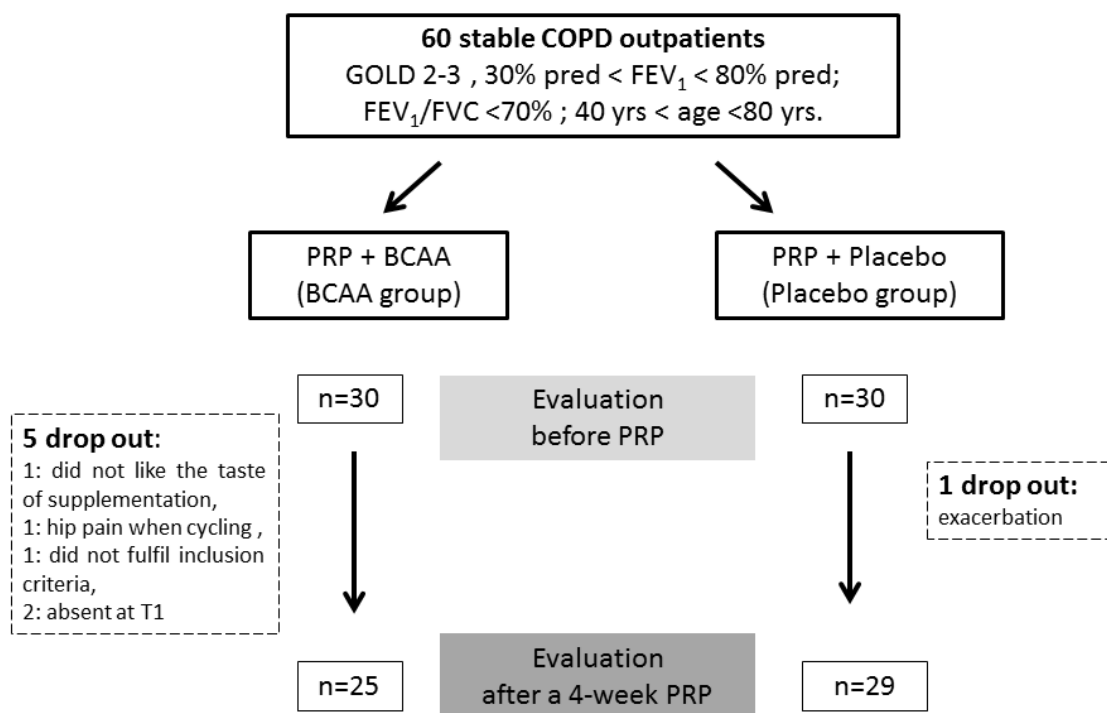 60 stable COPD outpatients
GOLD 2-3 , 30% pred < FEV₁ < 80% pred;
FEV₁/FVC <70% ; 40 yrs < age <80 yrs.
PRP + BCAA
(BCAA group)
PRP + Placebo
(Placebo group)
n=30
Evaluation
before PRP
n=30
5 drop out:
1: did not like the taste
of supplementation,
1: hip pain when cycling ,
1: did not fulfil inclusion
criteria,
2: absent at T1
1 drop out:
exacerbation
n=25
Evaluation
after a 4-week PRP
n=29